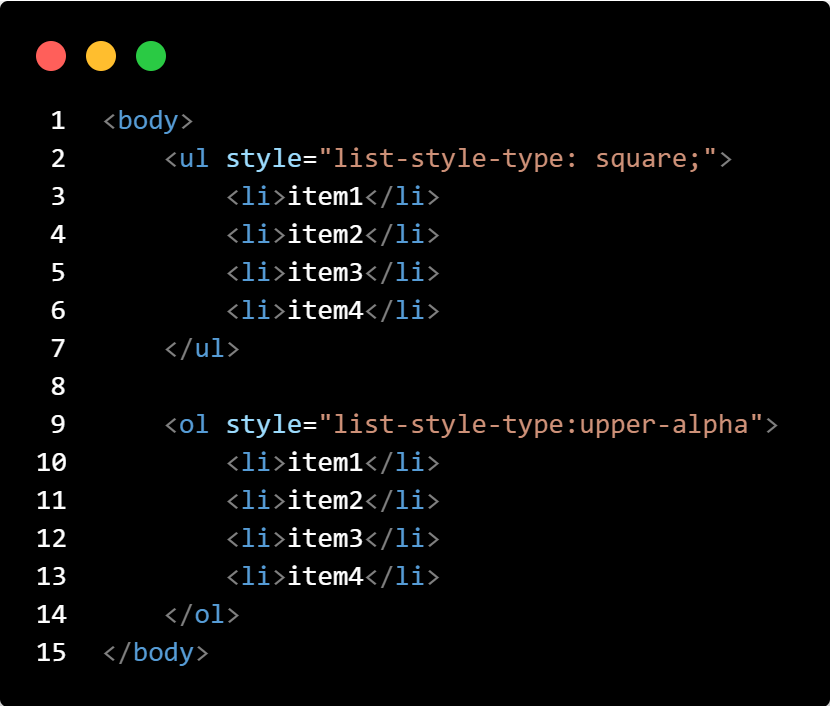 1 <body>
2     <ul style="list-style-type: square;">
3         <li>item1</li>
4         <li>item2</li>
5         <li>item3</li>
6         <li>item4</li>
7     </ul>
8
9     <ol style="list-style-type:upper-alpha">
10         <li>item1</li>
11         <li>item2</li>
12         <li>item3</li>
13         <li>item4</li>
14     </ol>
15 </body>